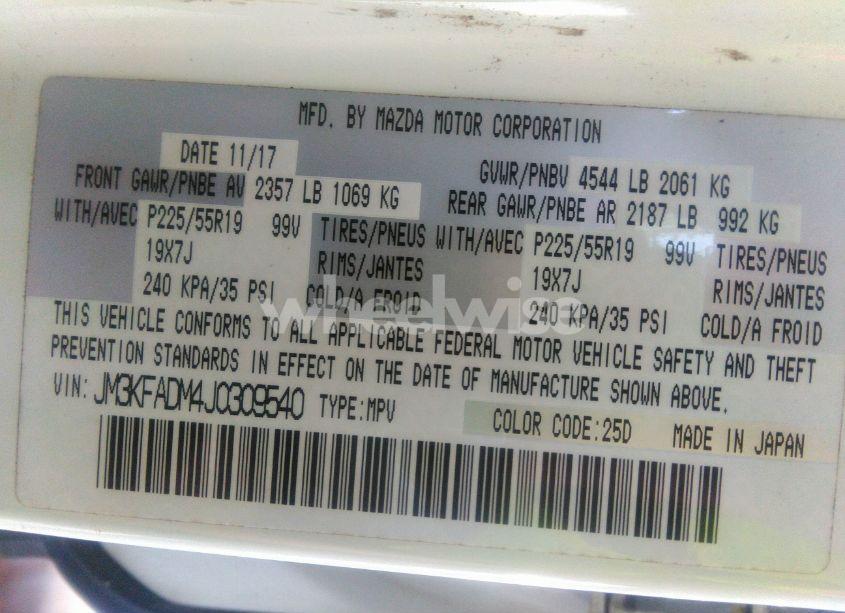 MFD. BY MAZDA MOTOR CORPORATION
DATE 11/17 GVWR/PNBV 4544 LB 2061 KG
FRONT GAWR/PNBE AV 2357 LB 1069 KG REAR GAWR/PNBE AR 2187 LB 992 KG
WITH/AVEC P225/55R19 99V TIRES/PNEUS WITH/AVEC P225/55R19 99V TIRES/PNEUS
19X7J RIMS/JANTES 19X7J RIMS/JANTES
240 KPA/35 PSI COLD/A FROID 240 KPA/35 PSI COLD/A FROID
wheelwise
THIS VEHICLE CONFORMS TO ALL APPLICABLE FEDERAL MOTOR VEHICLE SAFETY AND THEFT
PREVENTION STANDARDS IN EFFECT ON THE DATE OF MANUFACTURE SHOWN ABOVE.
VIN: JM3KFADM4J0309540 TYPE:MPV COLOR CODE:25D MADE IN JAPAN